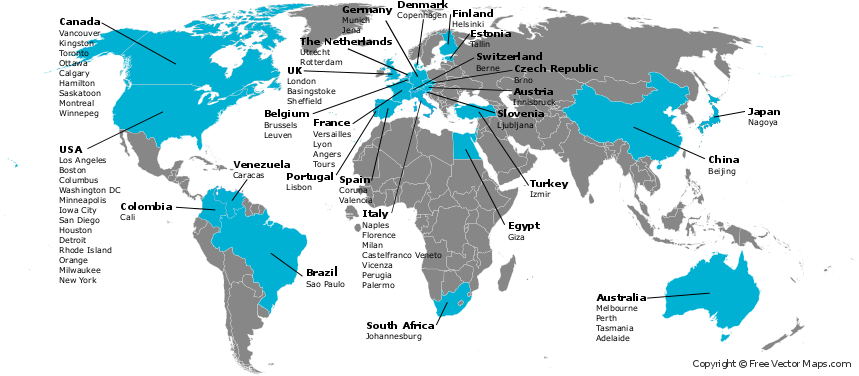 Canada
Vancouver
Kingston
Toronto
Ottawa
Calgary
Hamilton
Saskatoon
Montreal
Winnepeg
USA
Los Angeles
Boston
Columbus
Washington DC
Minneapolis
Iowa City
San Diego
Houston
Detroit
Rhode Island
Orange
Milwaukee
New York
Colombia
Cali
Venezuela
Caracas
Brazil
Sao Paulo
Germany
Munich
Jena
The Netherlands
Utrecht
Rotterdam
UK
London
Basingstoke
Sheffield
Belgium
Brussels
Leuven
France
Versailles
Lyon
Angers
Tours
Portugal
Lisbon
Spain
Coruna
Valencia
Italy
Naples
Florence
Milan
Castelfranco Veneto
Vicenza
Perugia
Palermo
Denmark
Copenhagen
Finland
Helsinki
Estonia
Tallin
Switzerland
Berne
Czech Republic
Brno
Austria
Innisbruck
Slovenia
Ljubljana
Turkey
Izmir
Egypt
Giza
South Africa
Johannesburg
Japan
Nagoya
China
Beijing
Australia
Melbourne
Perth
Tasmania
Adelaide
Copyright © Free Vector Maps.com